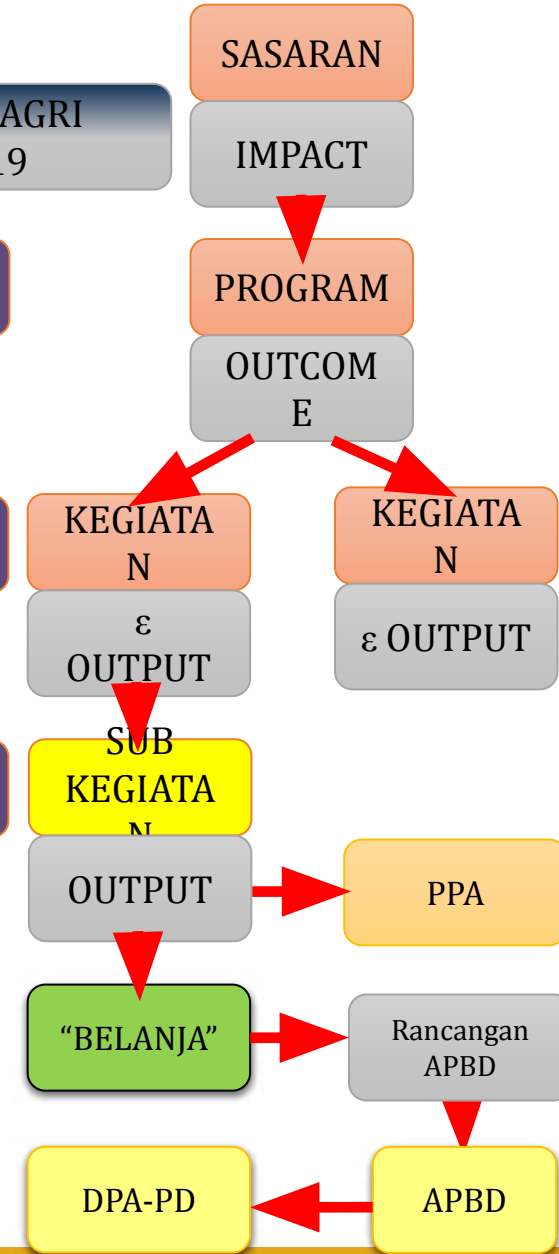 SASARAN
AGRI
19
IMPACT
PROGRAM
OUTCOM
E
KEGIATA
N
ε
OUTPUT
KEGIATA
N
ε OUTPUT
SUB
KEGIATA
N
OUTPUT
PPA
“BELANJA”
Rancangan
APBD
DPA-PD
APBD